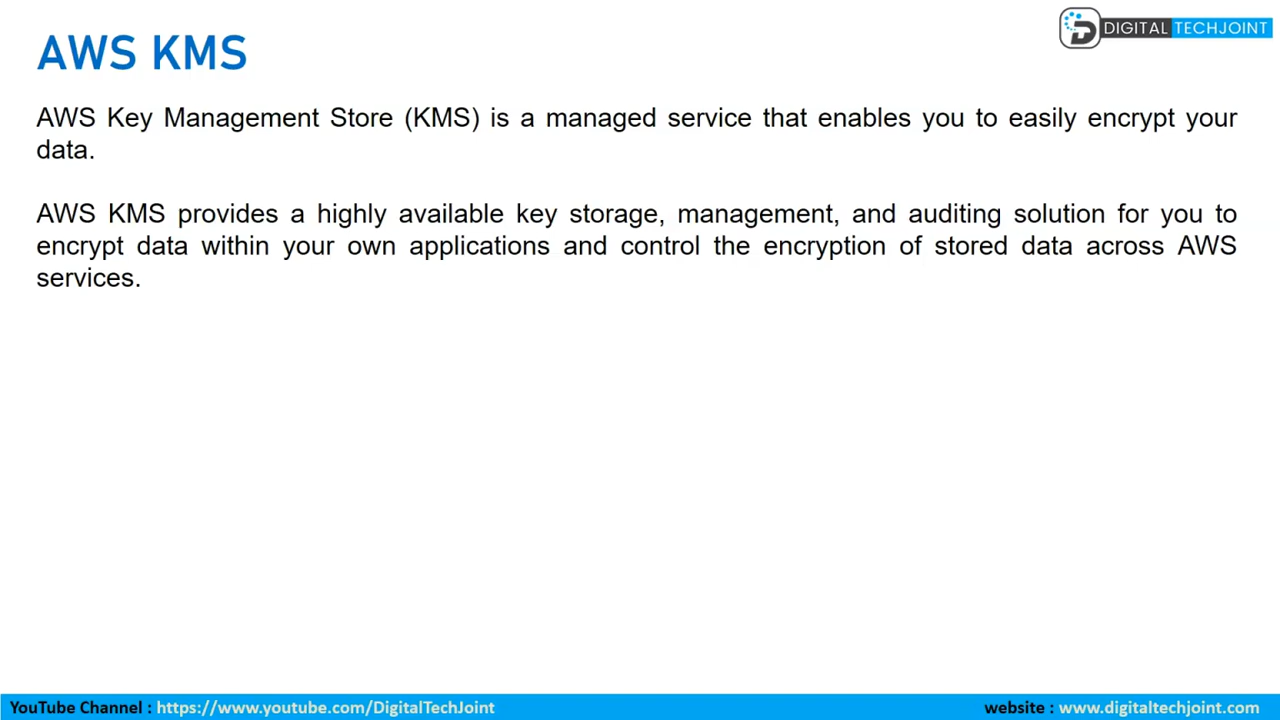 AWS KMS
DIGITAL TECHJOINT
AWS Key Management Store (KMS) is a managed service that enables you to easily encrypt your
data.
AWS KMS provides a highly available key storage, management, and auditing solution for you to
encrypt data within your own applications and control the encryption of stored data across AWS
services.
YouTube Channel : https://www.youtube.com/DigitalTechJoint
website : www.digitaltechjoint.com